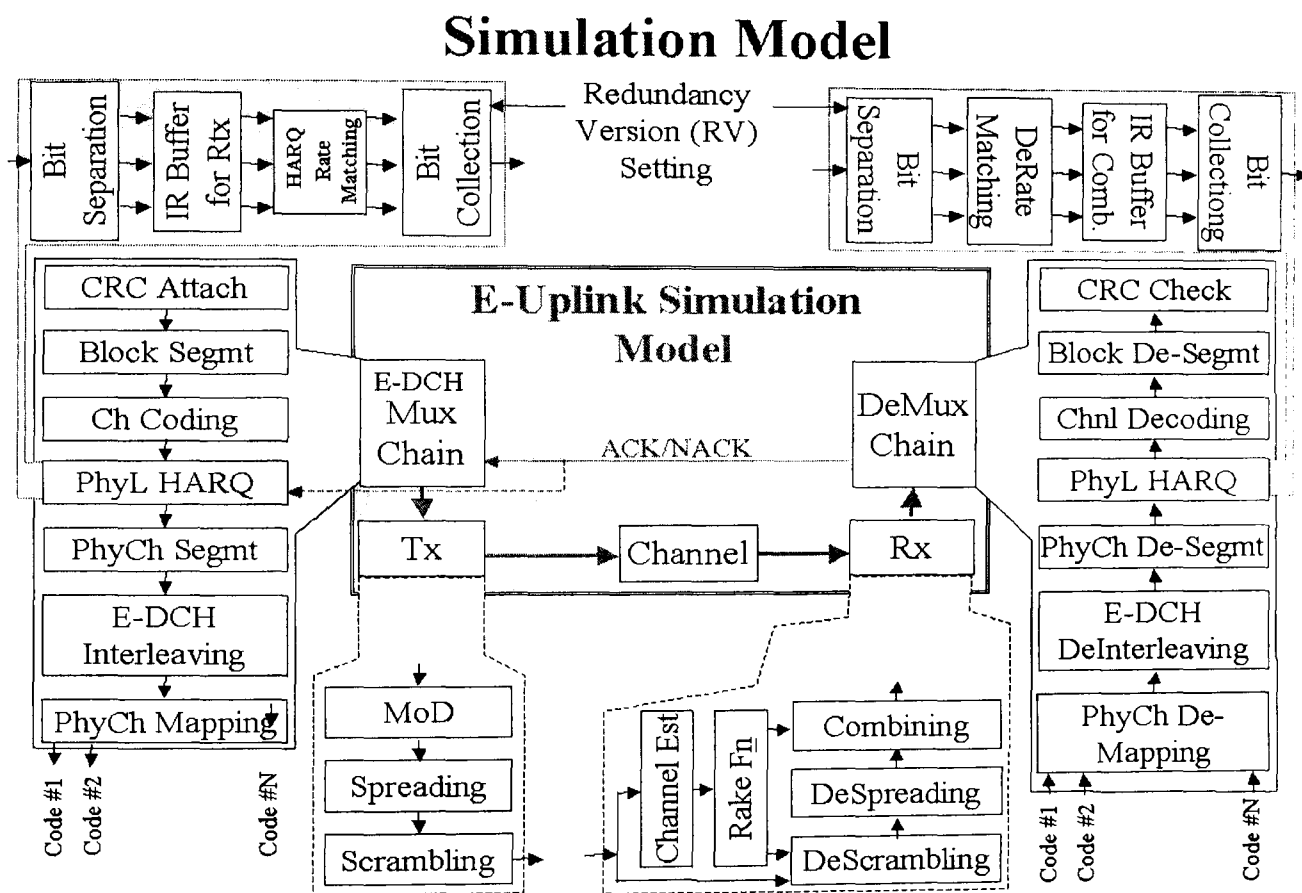 Simulation Model
Bit
Separation
IR Buffer
for Rtx
HARQ
Rate
Matching
Bit
Collection
Redundancy
Version (RV)
Setting
Bit
Separation
DeRate
Matching
IR Buffer
for Comb.
Bit
Collectiong
CRC Attach
Block Segmt
Ch Coding
PhyL HARQ
PhyCh Segmt
E-DCH
Interleaving
PhyCh Mapping
Code #1
Code #2
Code #N
E-Uplink Simulation
Model
E-DCH
Mux
Chain
ACK/NACK
DeMux
Chain
Tx
Channel
Rx
MoD
Spreading
Scrambling
Channel Est
Rake Fn
Combining
DeSpreading
DeScrambling
CRC Check
Block De-Segmt
Chnl Decoding
PhyL HARQ
PhyCh De-Segmt
E-DCH
DeInterleaving
PhyCh De-
Mapping
Code #1
Code #2
Code #N